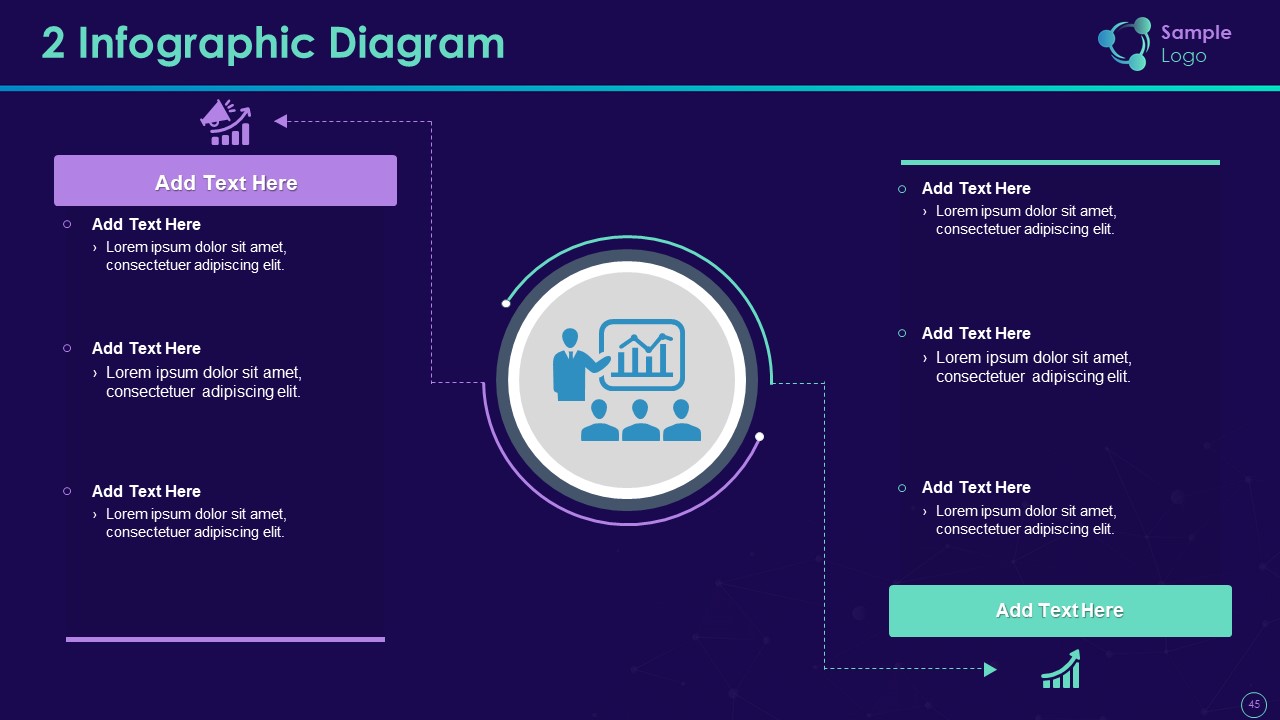 2 Infographic Diagram
Sample
Logo
Add Text Here
○ Add Text Here
› Lorem ipsum dolor sit amet,
consectetuer adipiscing elit.
○ Add Text Here
› Lorem ipsum dolor sit amet,
consectetuer adipiscing elit.
○ Add Text Here
› Lorem ipsum dolor sit amet,
consectetuer adipiscing elit.
○ Add Text Here
› Lorem ipsum dolor sit amet,
consectetuer adipiscing elit.
○ Add Text Here
› Lorem ipsum dolor sit amet,
consectetuer adipiscing elit.
○ Add Text Here
› Lorem ipsum dolor sit amet,
consectetuer adipiscing elit.
Add Text Here
45